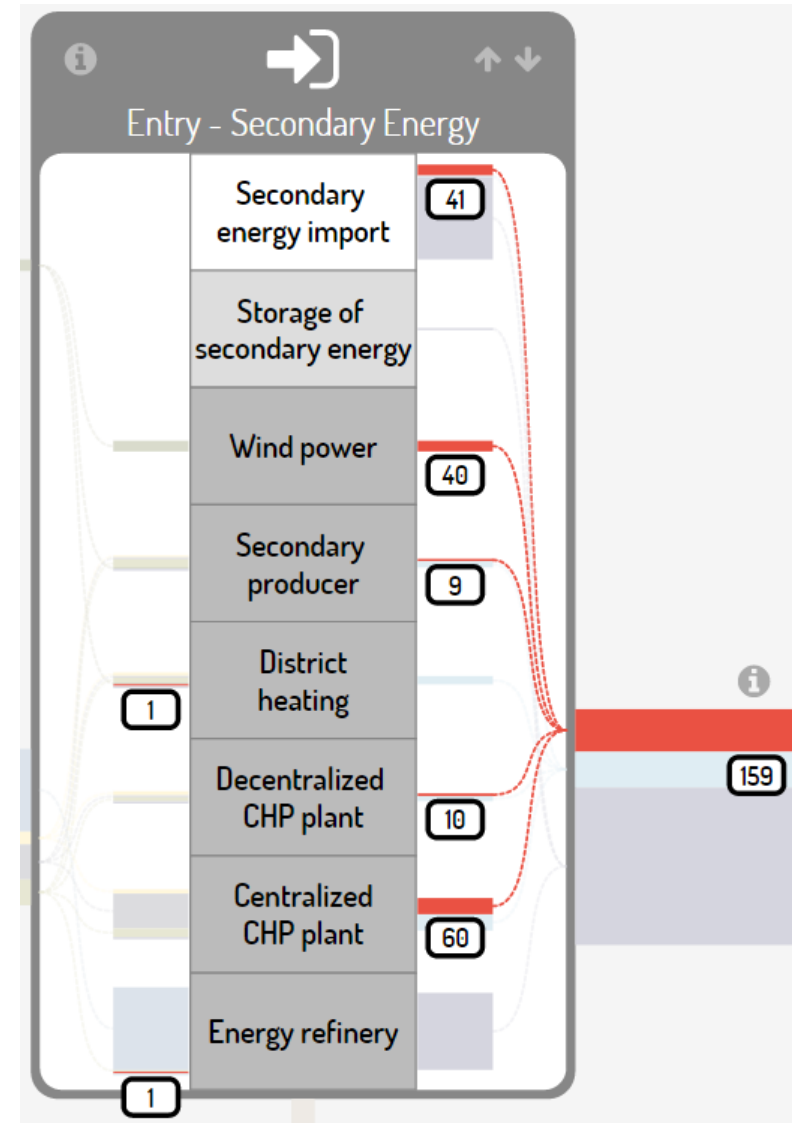 Entry - Secondary Energy
Secondary
energy import
41
Storage of
secondary energy
Wind power
40
Secondary
producer
9
District
heating
1
159
Decentralized
CHP plant
10
Centralized
CHP plant
60
Energy refinery
1